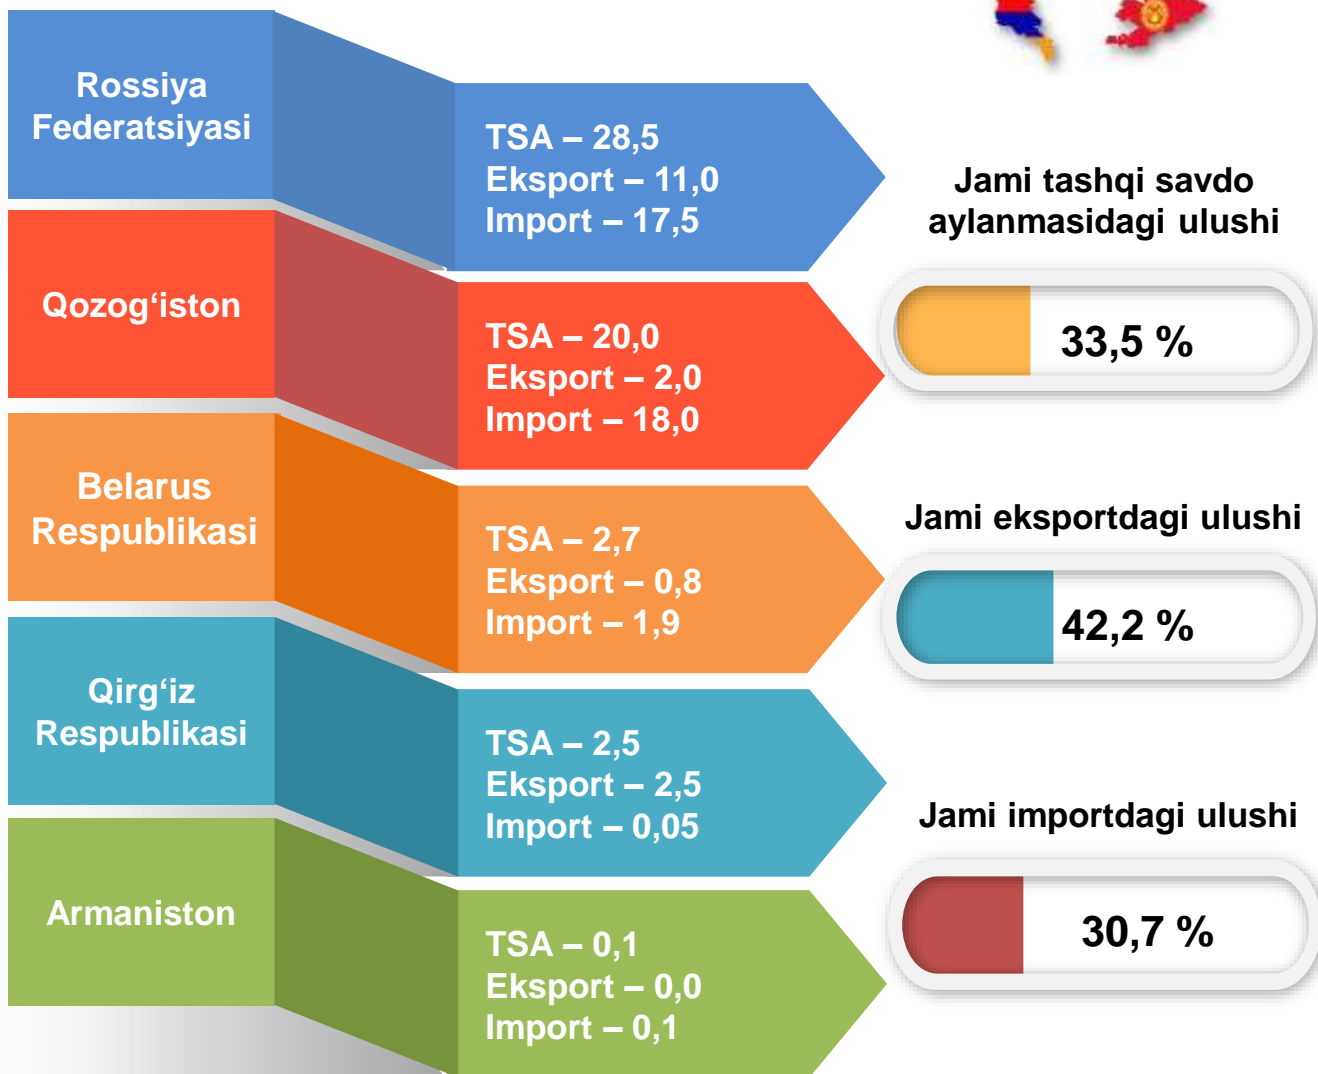 Rossiya
Federatsiyasi
TSA – 28,5
Eksport – 11,0
Import – 17,5
Qozog‘iston
TSA – 20,0
Eksport – 2,0
Import – 18,0
Belarus
Respublikasi
TSA – 2,7
Eksport – 0,8
Import – 1,9
Qirg‘iz
Respublikasi
TSA – 2,5
Eksport – 2,5
Import – 0,05
Armaniston
TSA – 0,1
Eksport – 0,0
Import – 0,1
Jami tashqi savdo
aylanmasidagi ulushi
33,5 %
Jami eksportdagi ulushi
42,2 %
Jami importdagi ulushi
30,7 %